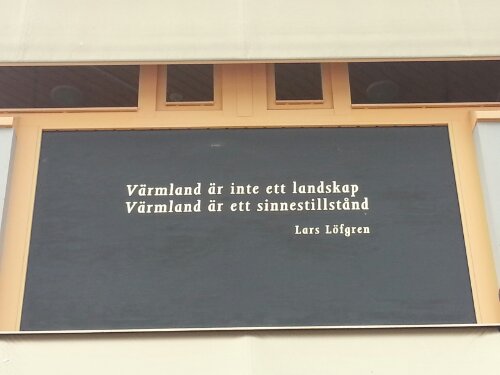 Värmland är inte ett landskap
Värmland är ett sinnestillstånd
Lars Löfgren